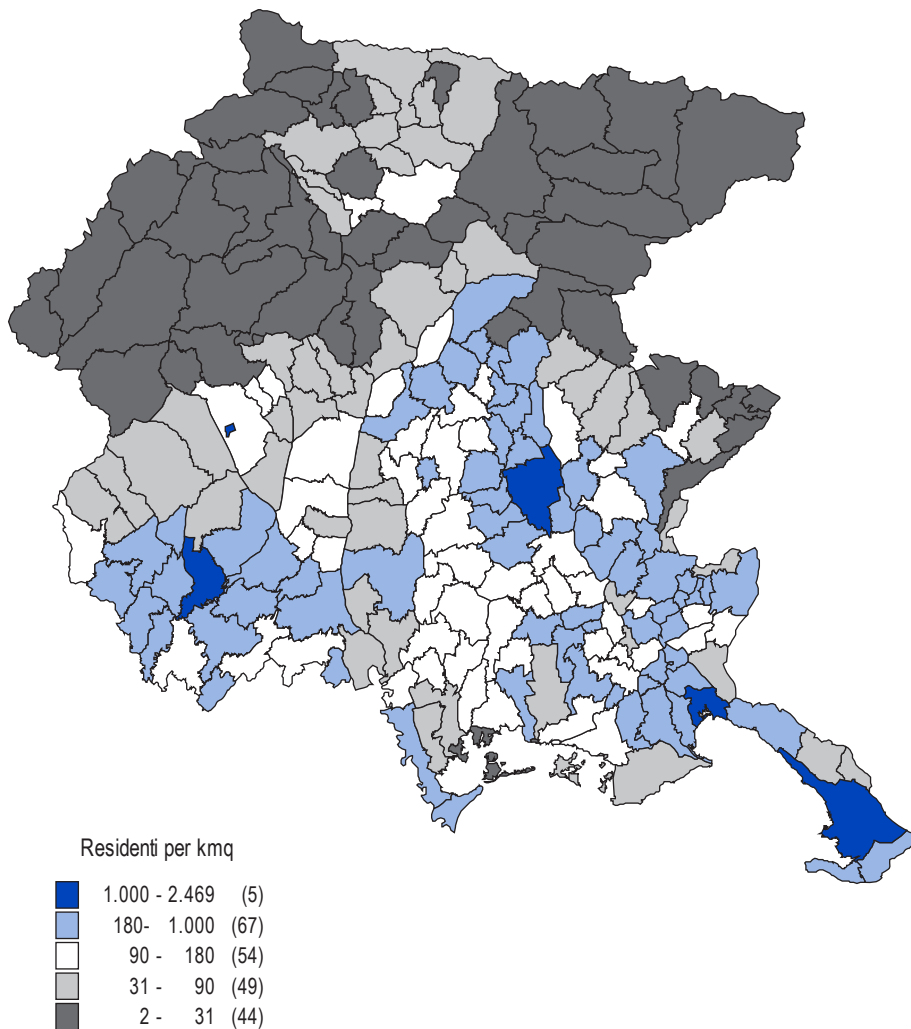 Residenti per kmq
1.000 - 2.469 (5)
180- 1.000 (67)
90 - 180 (54)
31 - 90 (49)
2 - 31 (44)